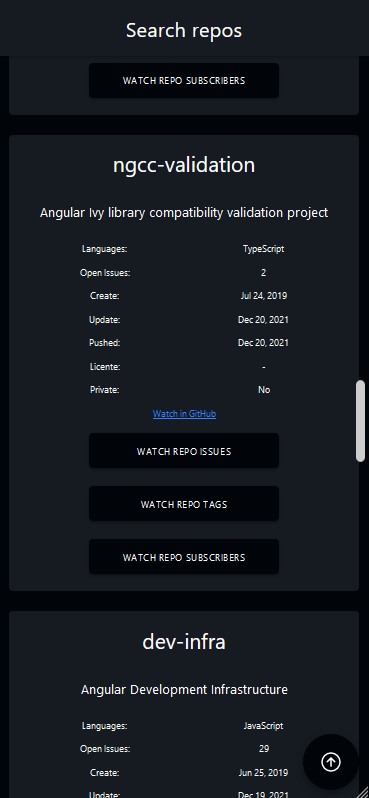 Search repos
WATCH REPO SUBSCRIBERS
ngcc-validation
Angular Ivy library compatibility validation project
Languages: TypeScript
Open Issues: 2
Create: Jul 24, 2019
Update: Dec 20, 2021
Pushed: Dec 20, 2021
Licente: -
Private: No
Watch in GitHub
WATCH REPO ISSUES
WATCH REPO TAGS
WATCH REPO SUBSCRIBERS
dev-infra
Angular Development Infrastructure
Languages: JavaScript
Open Issues: 29
Create: Jun 25, 2019
Update: Dec 19, 2021